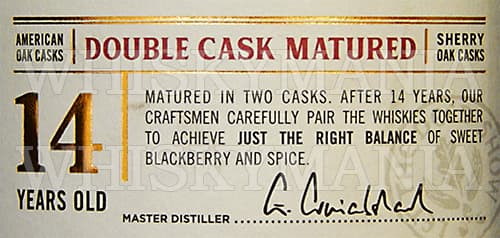 AMERICAN OAK CASKS
DOUBLE CASK MATURED
SHERRY OAK CASKS
14
YEARS OLD
MATURED IN TWO CASKS. AFTER 14 YEARS, OUR
CRAFTSMEN CAREFULLY PAIR THE WHISKIES TOGETHER
TO ACHIEVE JUST THE RIGHT BALANCE OF SWEET
BLACKBERRY AND SPICE.
MASTER DISTILLER
WHISKYMANIA
WHISKYMANIA